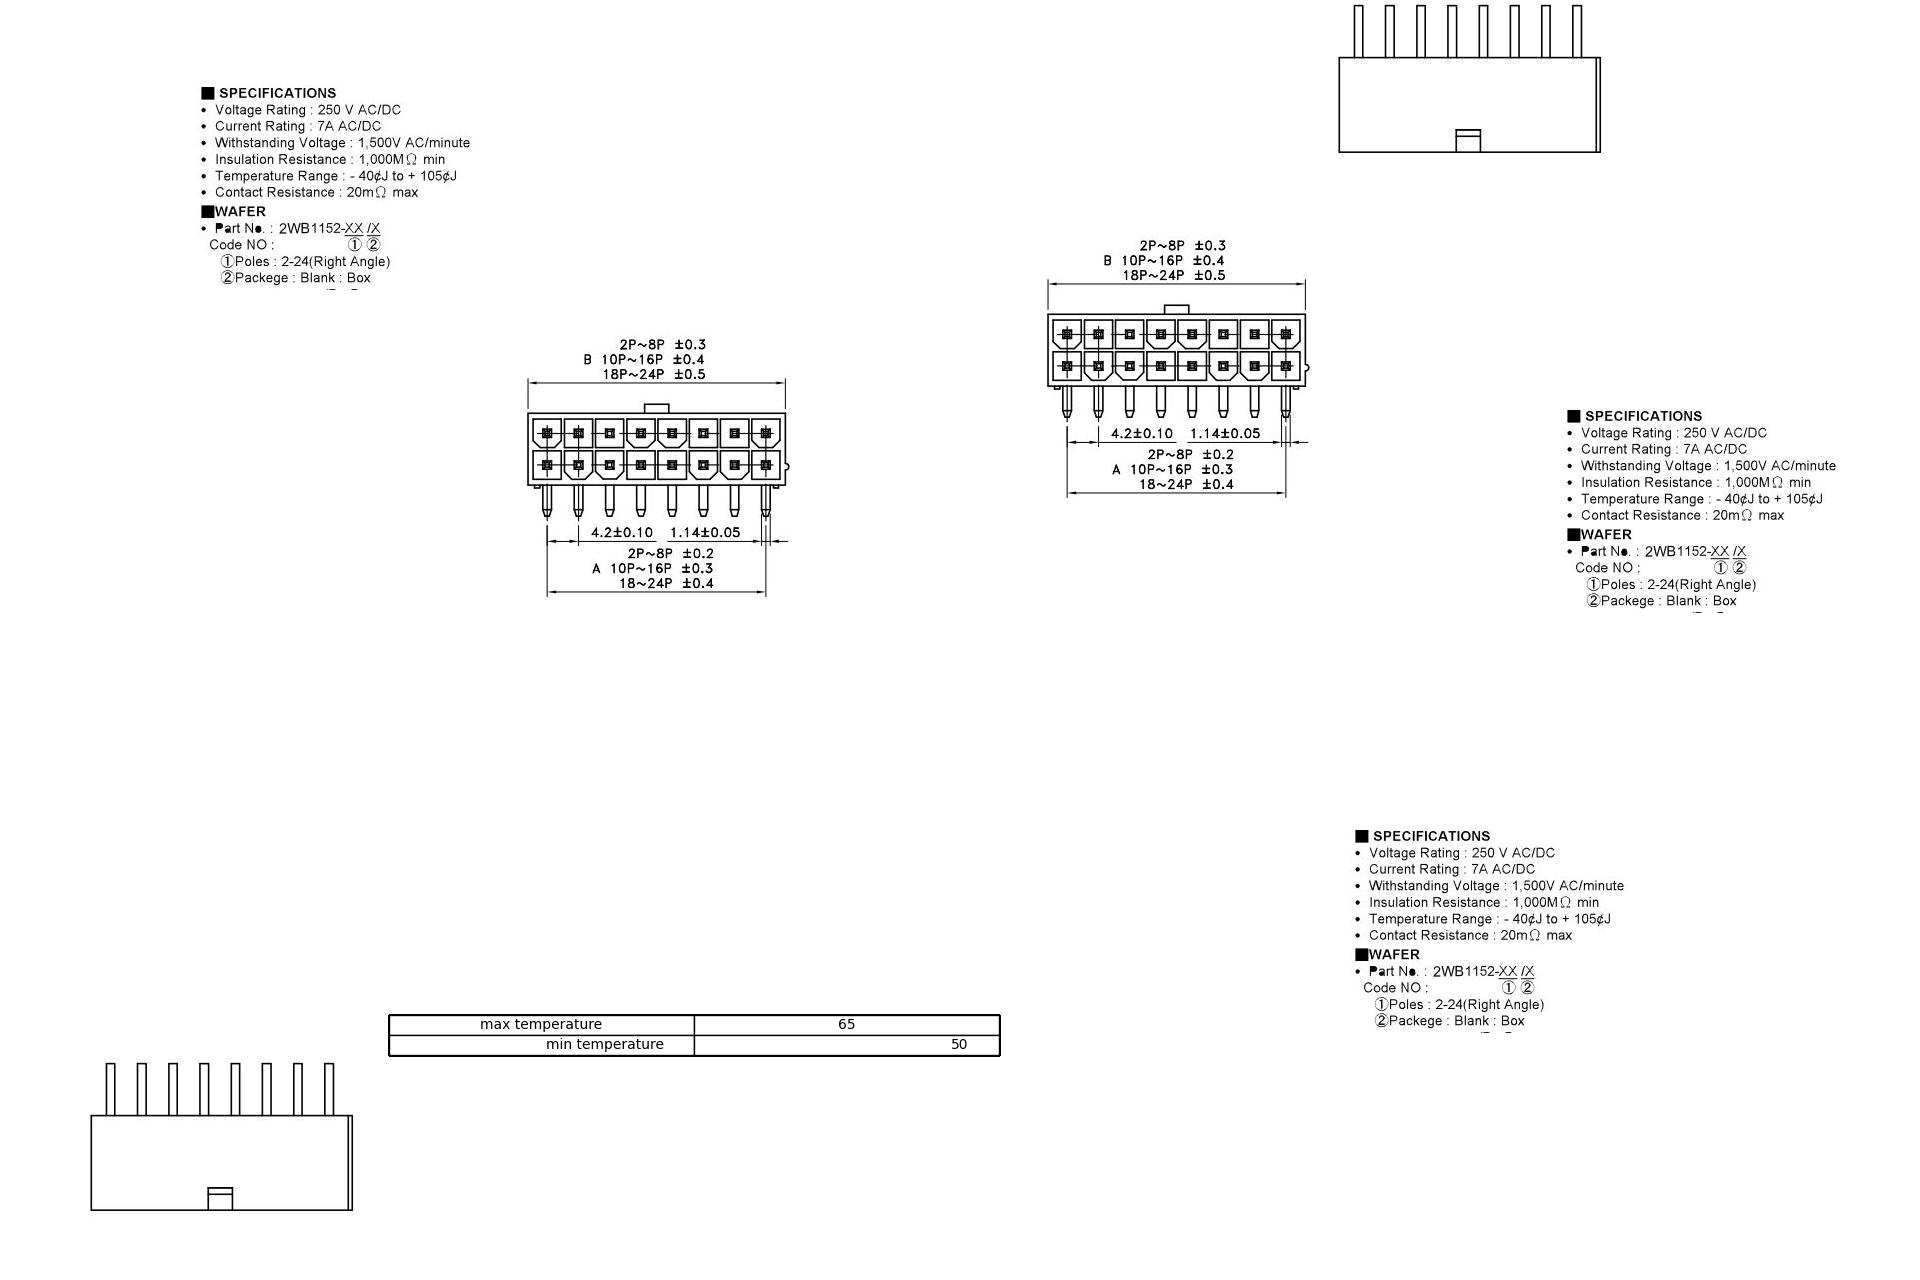 ■ SPECIFICATIONS
• Voltage Rating : 250 V AC/DC
• Current Rating : 7A AC/DC
• Withstanding Voltage : 1,500V AC/minute
• Insulation Resistance : 1,000MΩ min
• Temperature Range : - 40¢J to + 105¢J
• Contact Resistance : 20mΩ max
■WAFER
• Part No. : 2WB1152-XX /X
Code NO : ① ②
①Poles : 2-24(Right Angle)
②Packege : Blank : Box
2P~8P ±0.3
B 10P~16P ±0.4
18P~24P ±0.5
4.2±0.10 1.14±0.05
2P~8P ±0.2
A 10P~16P ±0.3
18~24P ±0.4
2P~8P ±0.3
B 10P~16P ±0.4
18P~24P ±0.5
4.2±0.10 1.14±0.05
2P~8P ±0.2
A 10P~16P ±0.3
18~24P ±0.4
■ SPECIFICATIONS
• Voltage Rating : 250 V AC/DC
• Current Rating : 7A AC/DC
• Withstanding Voltage : 1,500V AC/minute
• Insulation Resistance : 1,000MΩ min
• Temperature Range : - 40¢J to + 105¢J
• Contact Resistance : 20mΩ max
■WAFER
• Part No. : 2WB1152-XX /X
Code NO : ① ②
①Poles : 2-24(Right Angle)
②Packege : Blank : Box
■ SPECIFICATIONS
• Voltage Rating : 250 V AC/DC
• Current Rating : 7A AC/DC
• Withstanding Voltage : 1,500V AC/minute
• Insulation Resistance : 1,000MΩ min
• Temperature Range : - 40¢J to + 105¢J
• Contact Resistance : 20mΩ max
■WAFER
• Part No. : 2WB1152-XX /X
Code NO : ① ②
①Poles : 2-24(Right Angle)
②Packege : Blank : Box
max temperature 65
min temperature 50